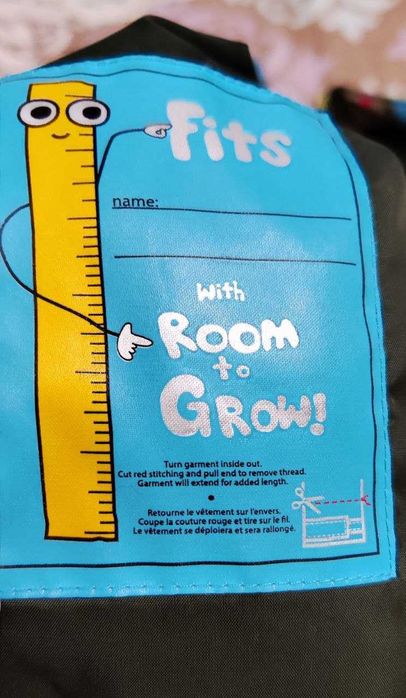 Fits
name:
With
ROOM
to
GROW!
Turn garment inside out.
Cut red stitching and pull end to remove thread.
Garment will extend for added length.
•
Retourne le vêtement sur l'envers.
Coupe la couture rouge et tire sur le fil.
Le vêtement se déploiera et sera rallongé.